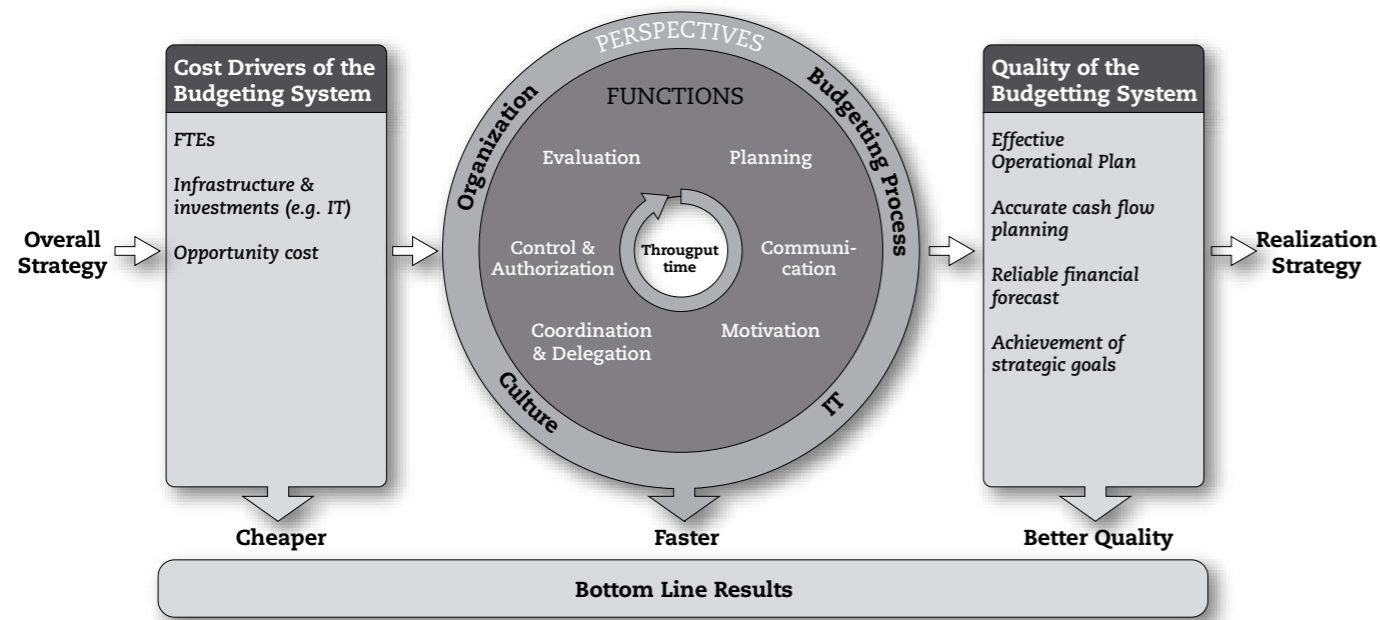 Overall
Strategy
Cost Drivers of the
Budgeting System
FTEs
Infrastructure &
investments (e.g. IT)
Opportunity cost
Cheaper
PERSPECTIVES
Organization
Budgetting Process
Culture
IT
FUNCTIONS
Evaluation
Planning
Control &
Authorization
Througput
time
Communi-
cation
Coordination
& Delegation
Motivation
Faster
Quality of the
Budgetting System
Effective
Operational Plan
Accurate cash flow
planning
Reliable financial
forecast
Achievement of
strategic goals
Better Quality
Realization
Strategy
Bottom Line Results